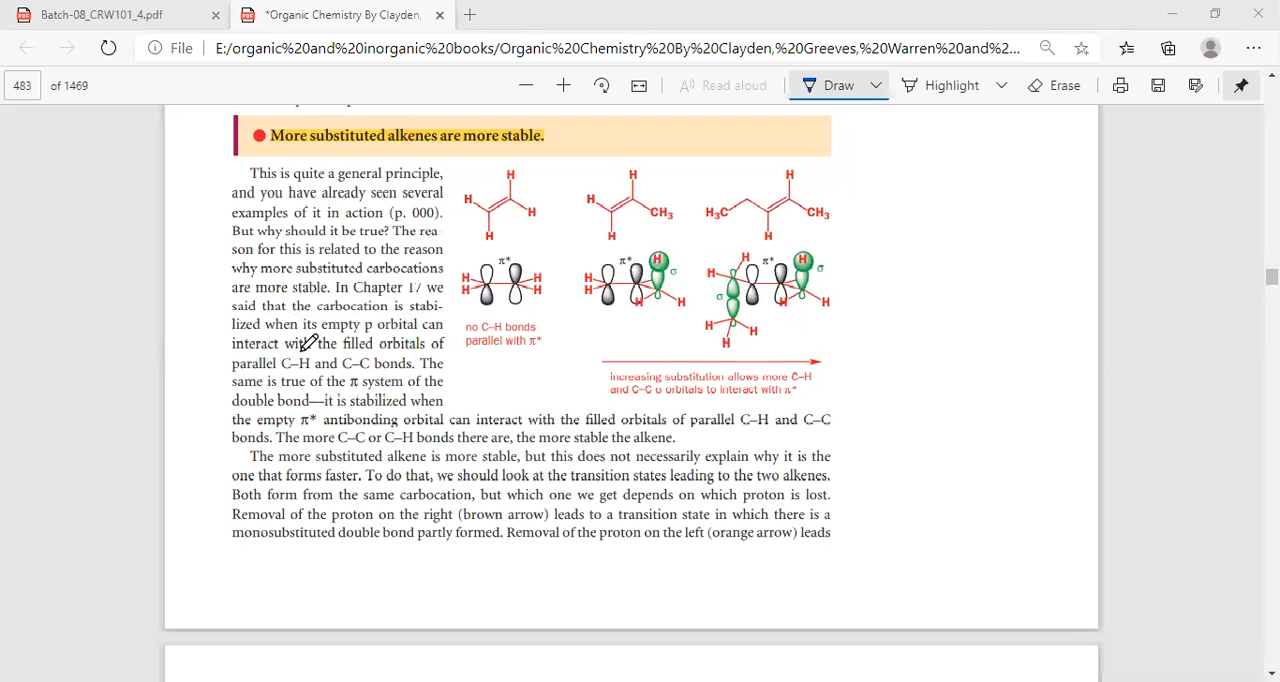 Batch-08_CRW101_4.pdf
*Organic Chemistry By Clayden,
File
E:/organic%20and%20inorganic%20books/Organic%20Chemistry%20By%20Clayden,%20Greeves,%20Warren%20and%2...
483 of 1469
Read aloud
Draw
Highlight
Erase
More substituted alkenes are more stable.
This is quite a general principle,
and you have already seen several
examples of it in action (p. 000).
But why should it be true? The rea-
son for this is related to the reason
why more substituted carbocations
are more stable. In Chapter 17 we
said that the carbocation is stabi-
lized when its empty p orbital can
interact with the filled orbitals of
parallel C–H and C–C bonds. The
same is true of the π system of the
double bond—it is stabilized when
the empty π* antibonding orbital can interact with the filled orbitals of parallel C–H and C–C
bonds. The more C–C or C–H bonds there are, the more stable the alkene.
H
H
H
H
H
H
CH3
H
H
H3C
CH3
H
π*
H
H
H
H
π*
H
σ
H
H
H
H
H
H
π*
H
σ
σ
H
H
H
H
H
no C–H bonds
parallel with π*
increasing substitution allows more C–H
and C–C σ orbitals to interact with π*
The more substituted alkene is more stable, but this does not necessarily explain why it is the
one that forms faster. To do that, we should look at the transition states leading to the two alkenes.
Both form from the same carbocation, but which one we get depends on which proton is lost.
Removal of the proton on the right (brown arrow) leads to a transition state in which there is a
monosubstituted double bond partly formed. Removal of the proton on the left (orange arrow) leads